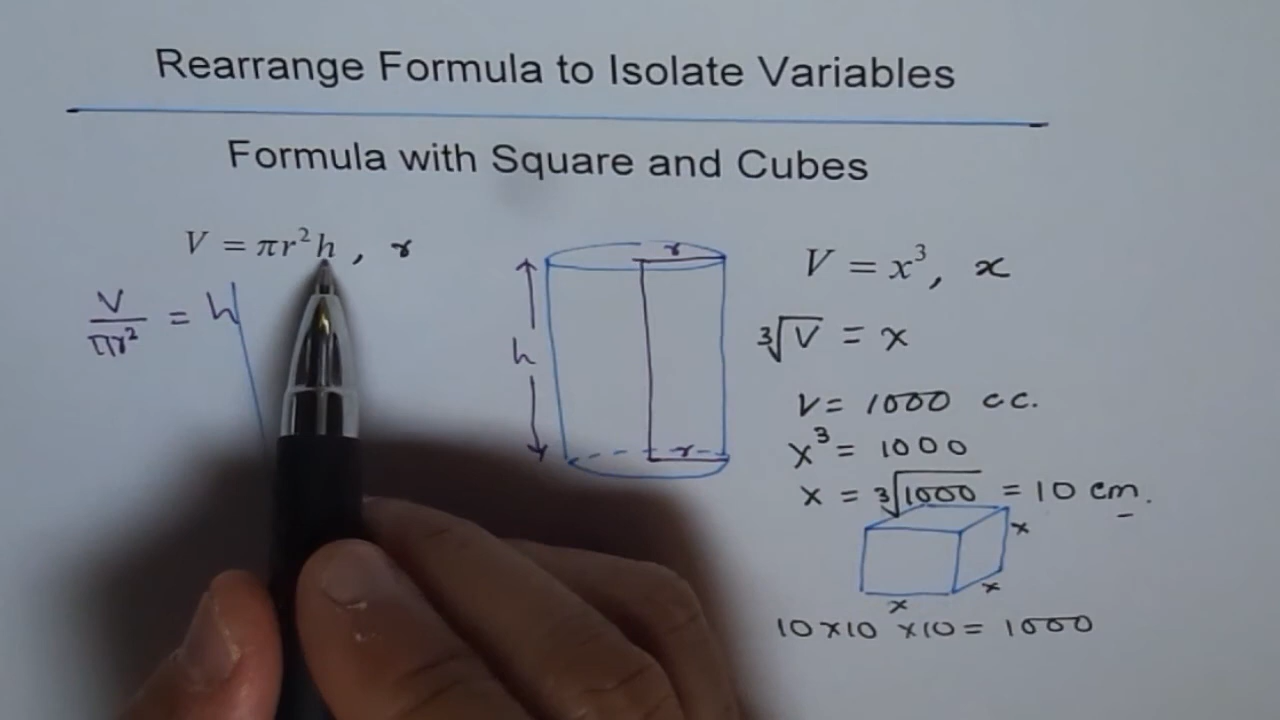 Rearrange Formula to Isolate Variables
Formula with Square and Cubes
V = πr²h , r
V/πr² = h
r
h
r
V = x³, x
∛V = x
V = 1000 c.c.
x³ = 1000
x = ∛1000 = 10 cm.
x
x
x
10 x 10 x 10 = 1000